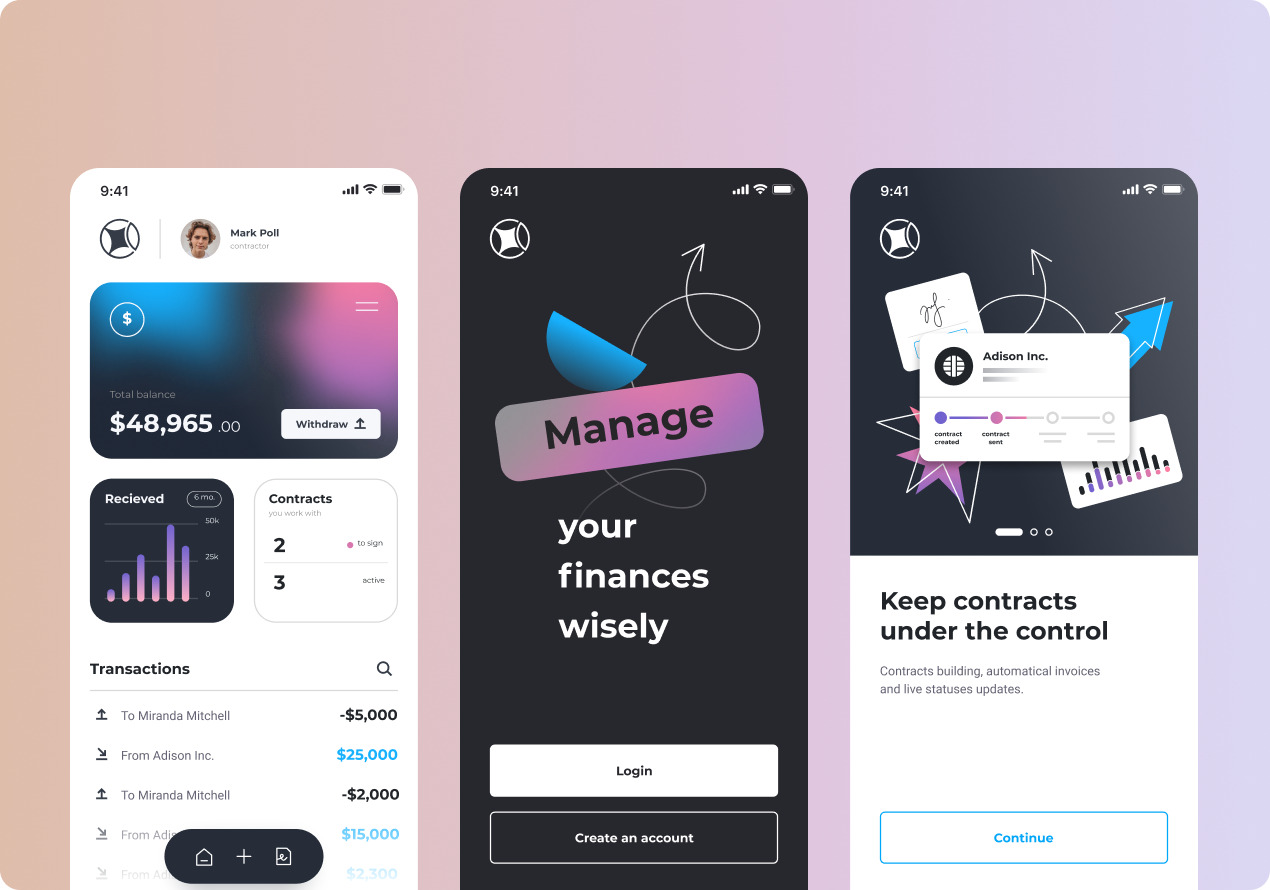 9:41
Mark Poll
contractor
$
Total balance
$48,965 .00
Withdraw
Recieved
6 mo.
50k
25k
0
Contracts
you work with
2 to sign
3 active
Transactions
To Miranda Mitchell -$5,000
From Adison Inc. $25,000
To Miranda Mitchell -$2,000
From Adis $15,000
From Ad $2,300
9:41
Manage
your
finances
wisely
Login
Create an account
9:41
Adison Inc.
contract
created
contract
sent
Keep contracts
under the control
Contracts building, automatical invoices
and live statuses updates.
Continue